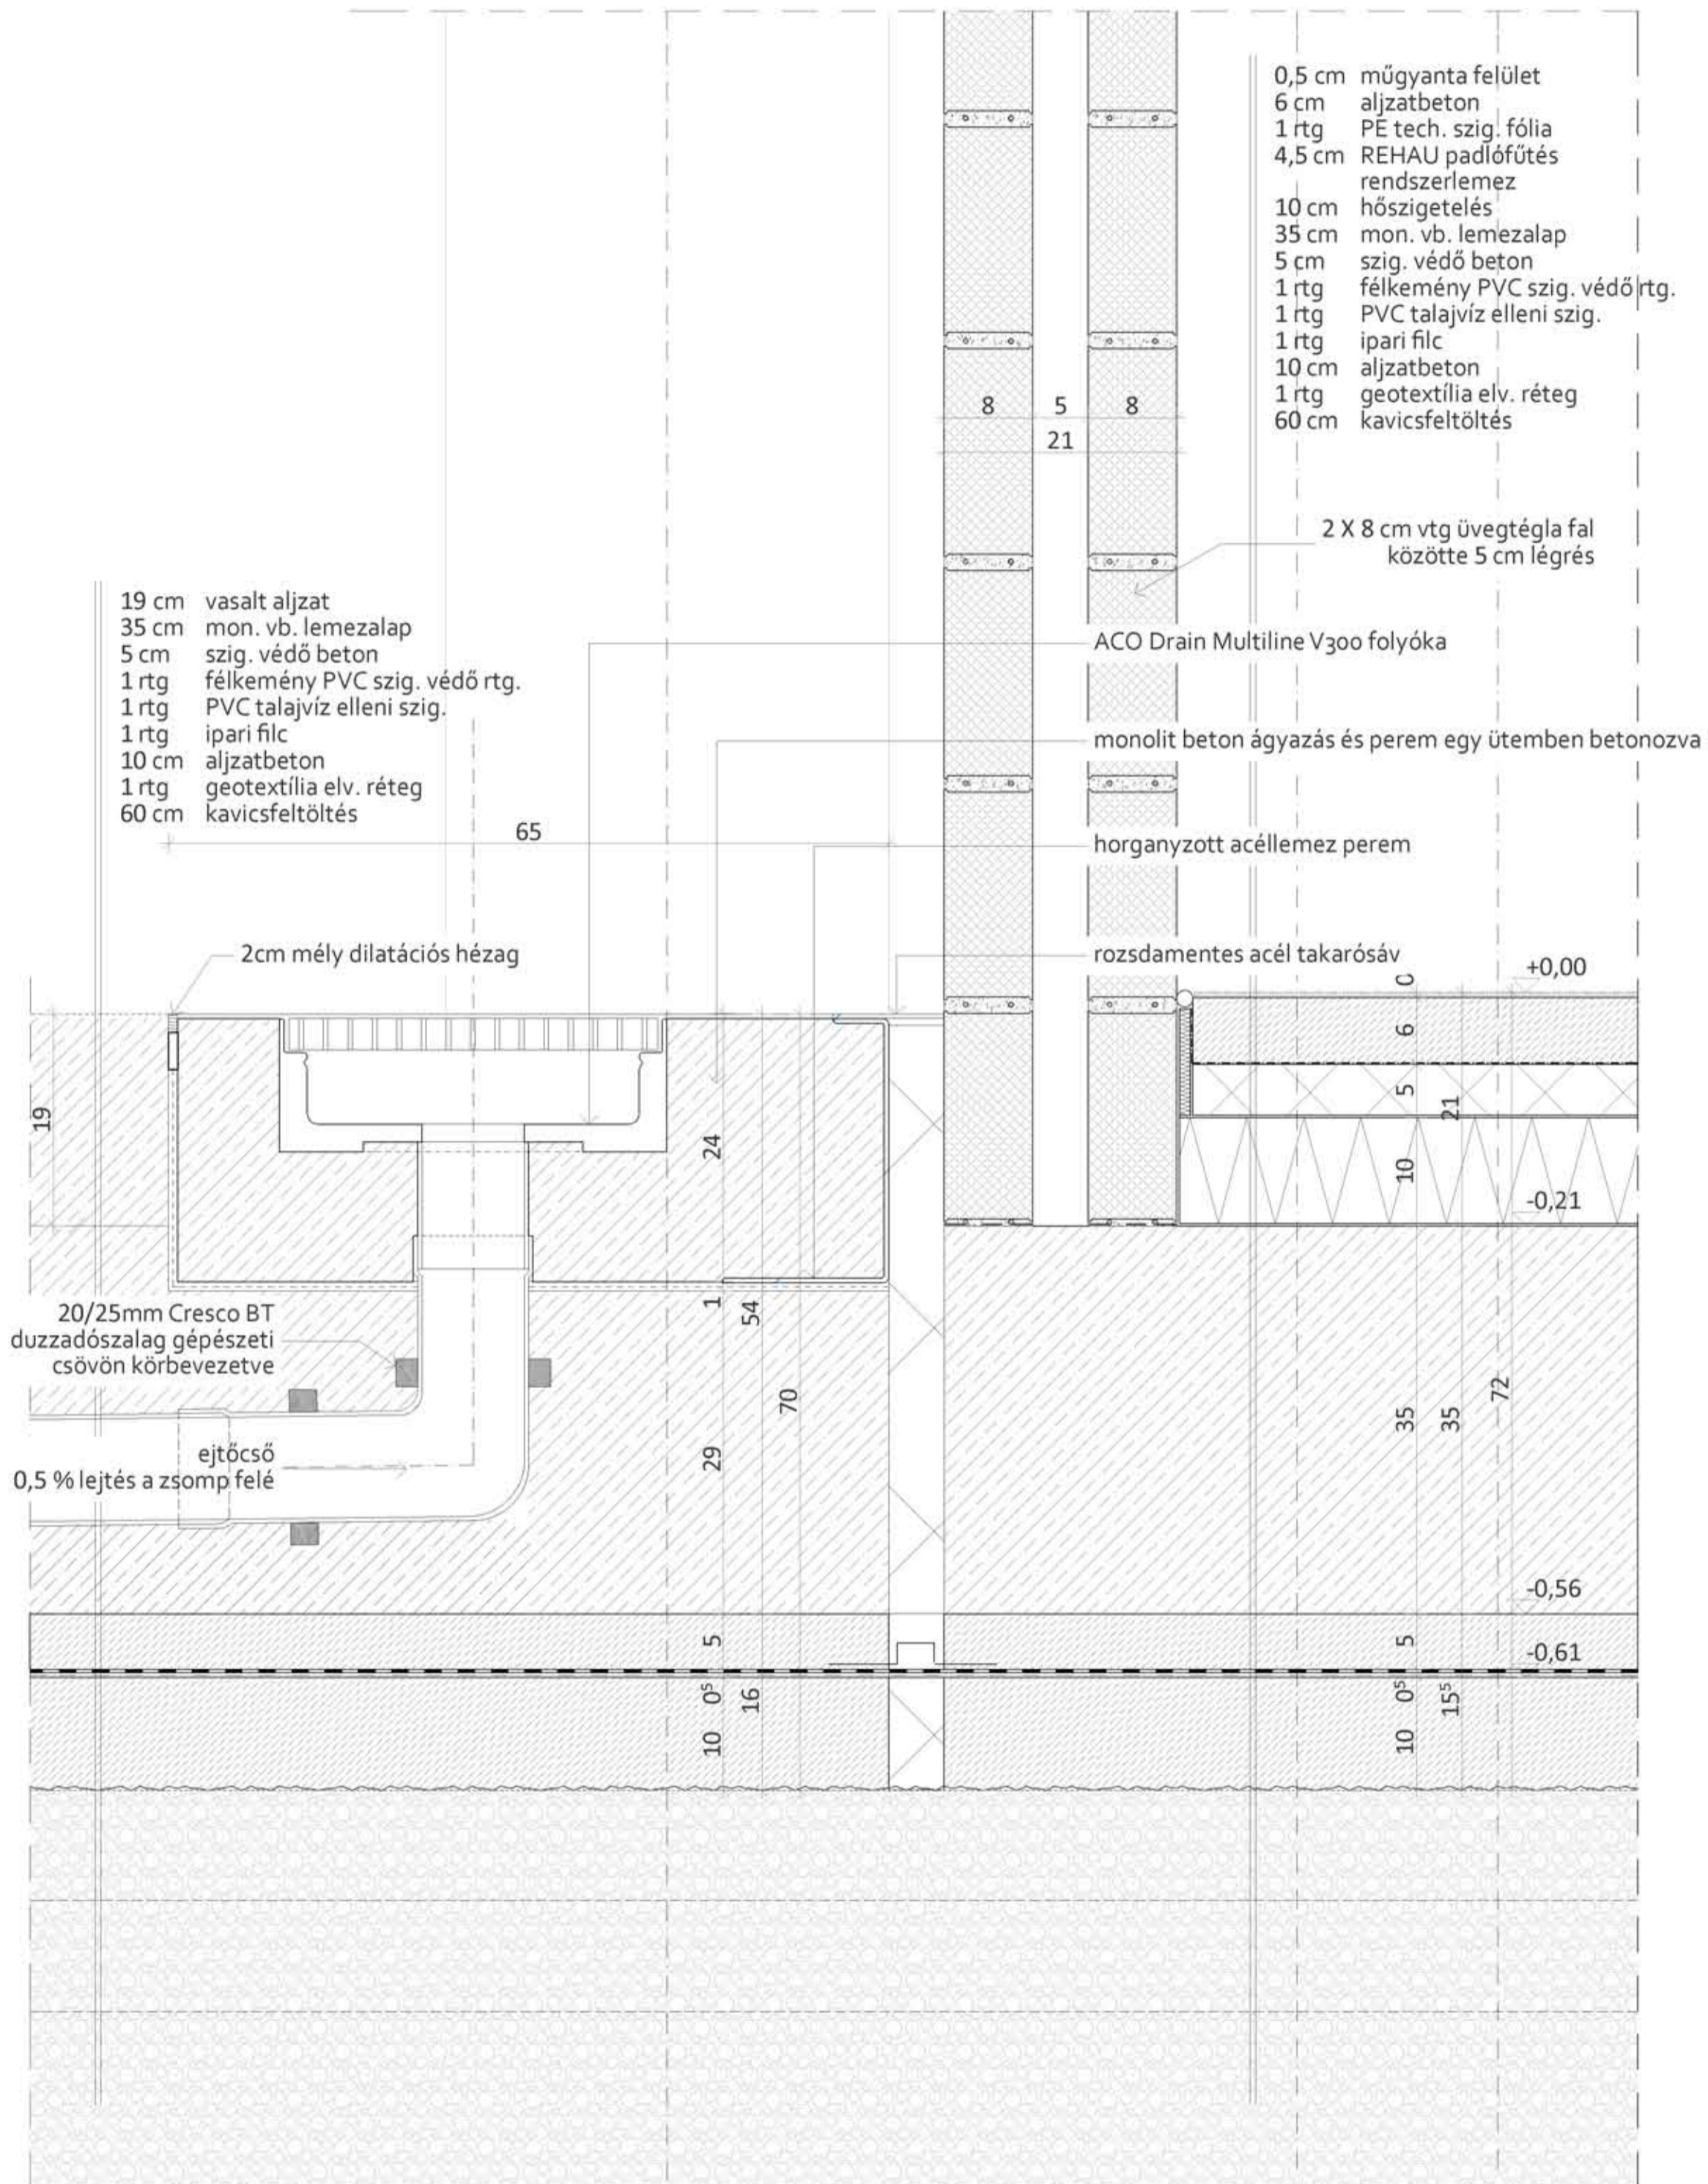 0,5 cm műgyanta felület
6 cm aljzatbeton
1 rtg PE tech. szig. fólia
4,5 cm REHAU padlófűtés
rendszerlemez
10 cm hőszigetelés
35 cm mon. vb. lemezalap
5 cm szig. védő beton
1 rtg félkemény PVC szig. védő rtg.
1 rtg PVC talajvíz elleni szig.
1 rtg ipari filc
10 cm aljzatbeton
1 rtg geotextília elv. réteg
60 cm kavicsfeltöltés
8 5 8
21
2 X 8 cm vtg üvegtégla fal
közötte 5 cm légrés
19 cm vasalt aljzat
35 cm mon. vb. lemezalap
5 cm szig. védő beton
1 rtg félkemény PVC szig. védő rtg.
1 rtg PVC talajvíz elleni szig.
1 rtg ipari filc
10 cm aljzatbeton
1 rtg geotextília elv. réteg
60 cm kavicsfeltöltés
ACO Drain Multiline V300 folyóka
monolit beton ágyazás és perem egy ütemben betonozva
65
horganyzott acéllemez perem
2cm mély dilatációs hézag
rozsdamentes acél takarósáv
+0,00
0
6
5
21
10
-0,21
19
24
1
54
70
29
20/25mm Cresco BT
duzzadószalag gépészeti
csövön körbevezetve
ejtőcső
0,5 % lejtés a zsomp felé
35
35
72
-0,56
5
5
-0,61
0⁵
16
10
0⁵
15⁵
10